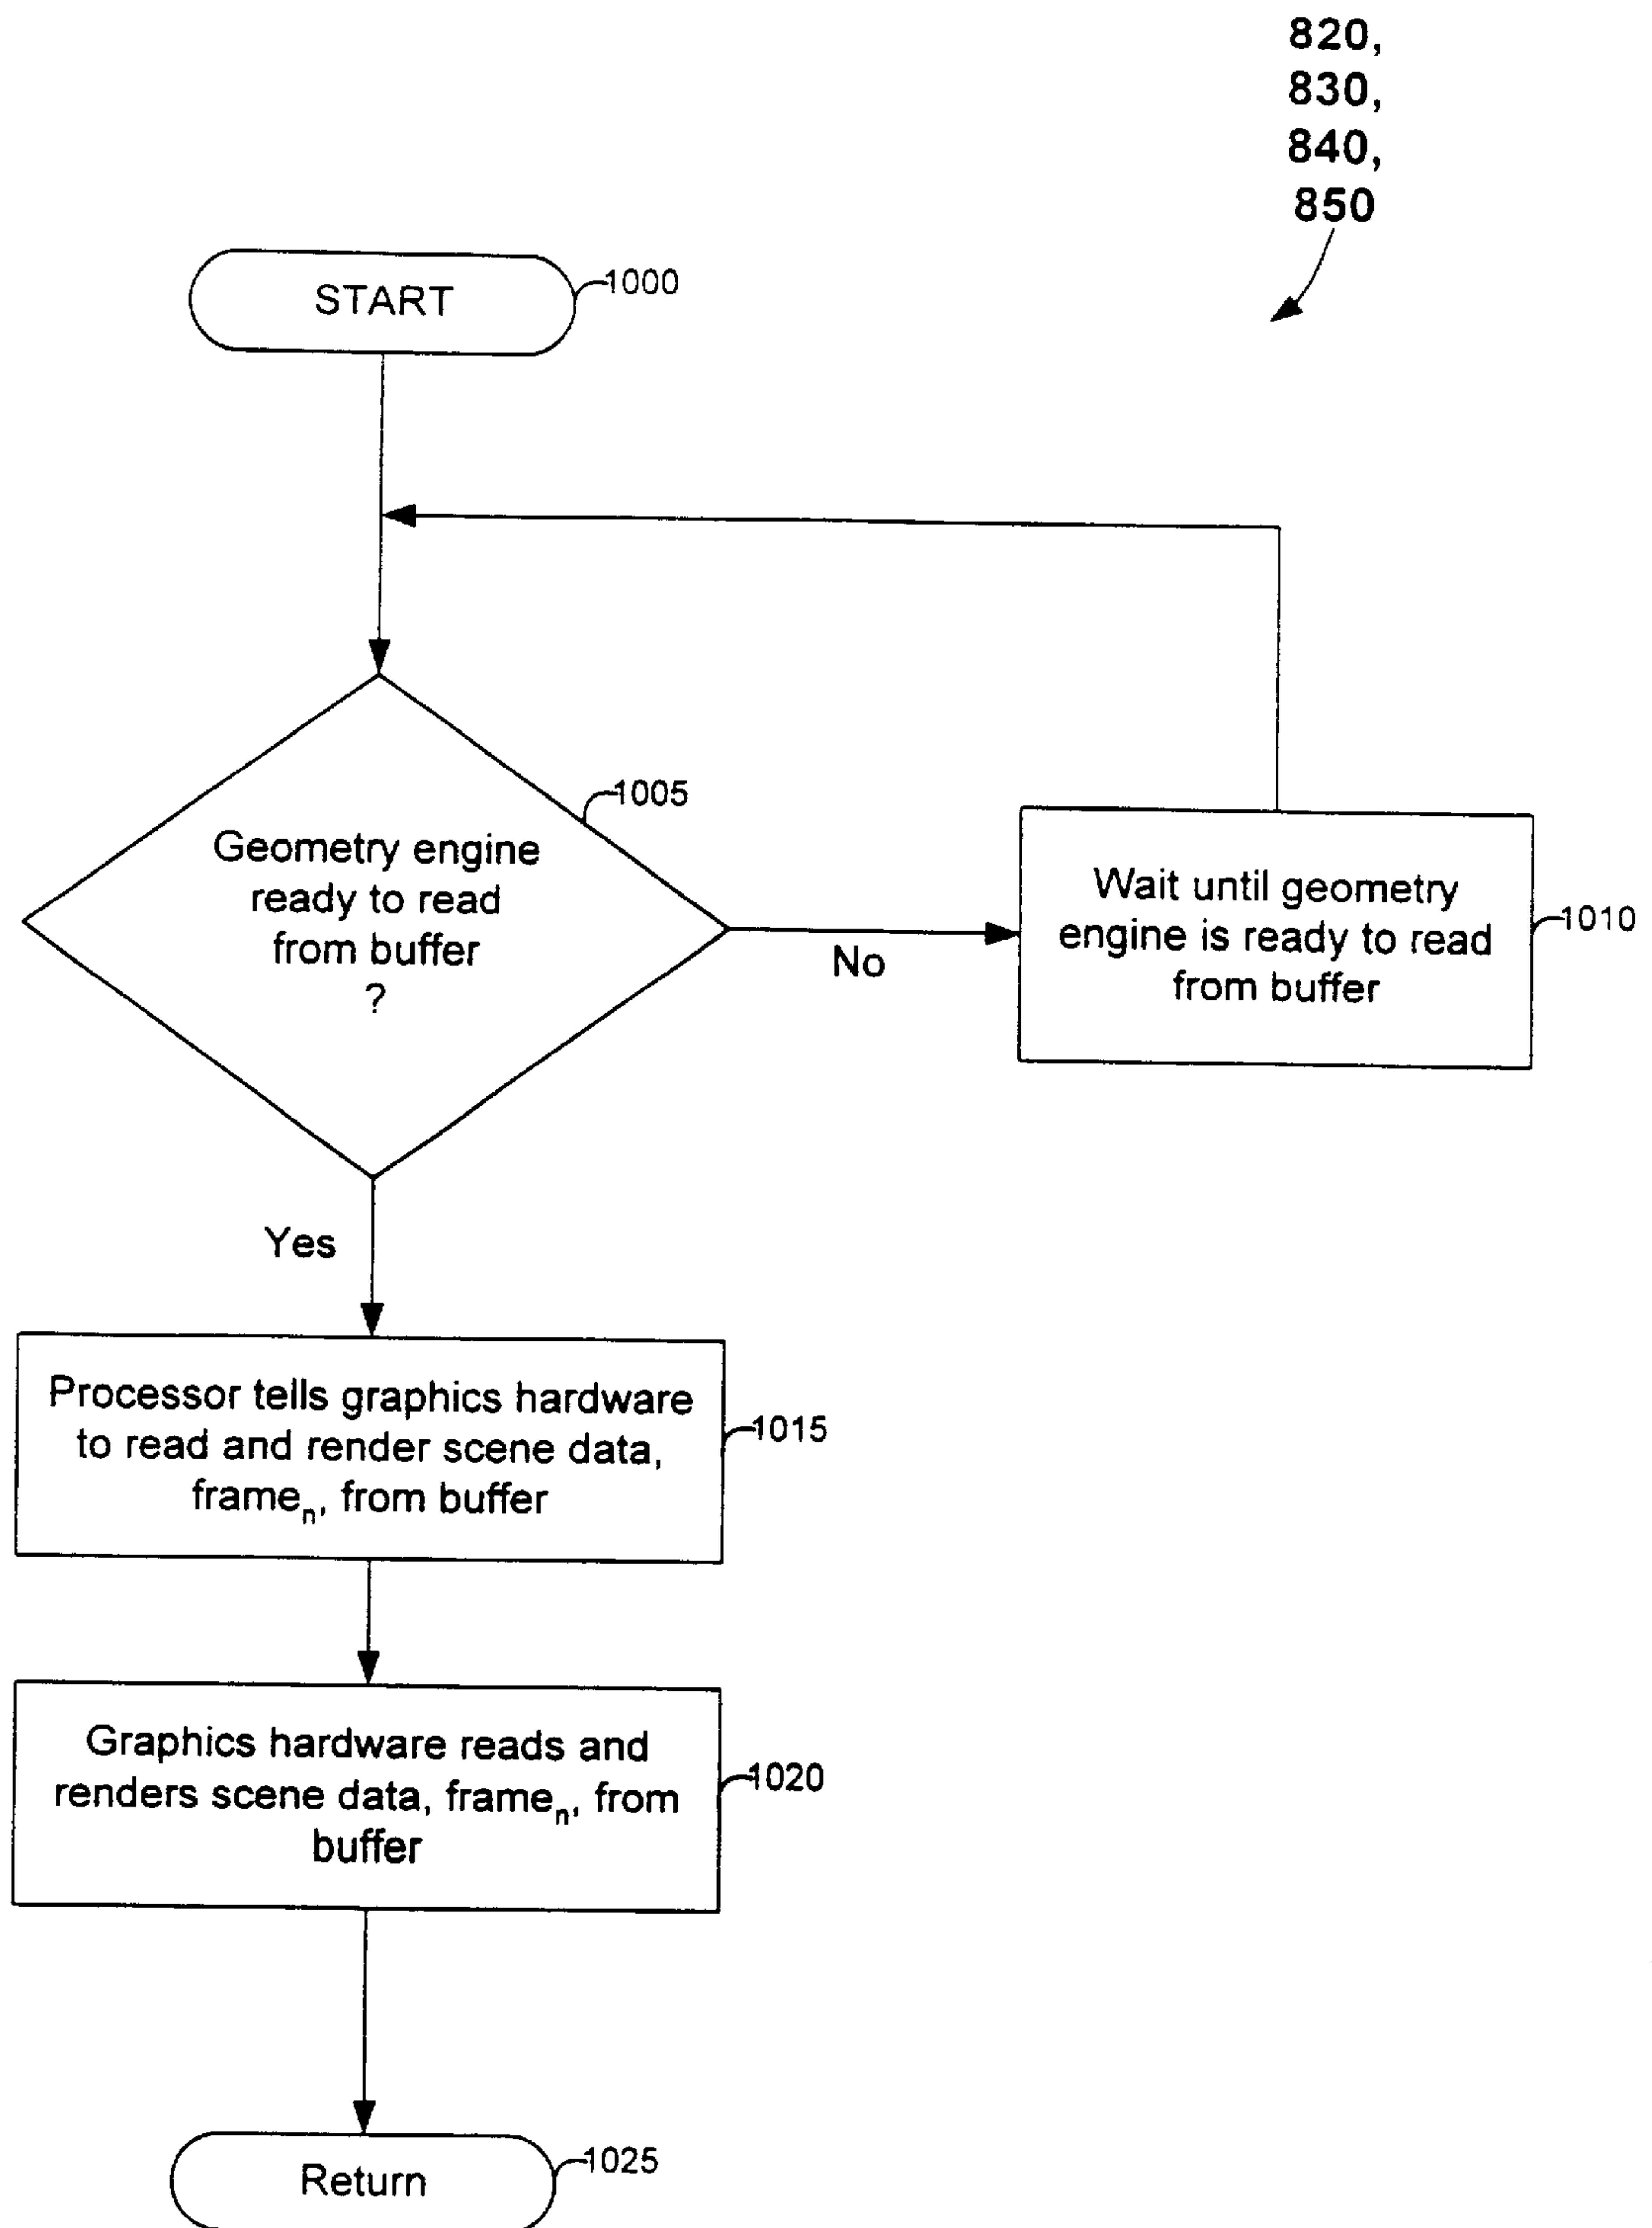 820,
830,
840,
850
START
1000
1005
Geometry engine
ready to read
from buffer
?
No
Wait until geometry
engine is ready to read
from buffer
1010
Yes
Processor tells graphics hardware
to read and render scene data,
frameₙ, from buffer
1015
Graphics hardware reads and
renders scene data, frameₙ, from
buffer
1020
Return
1025